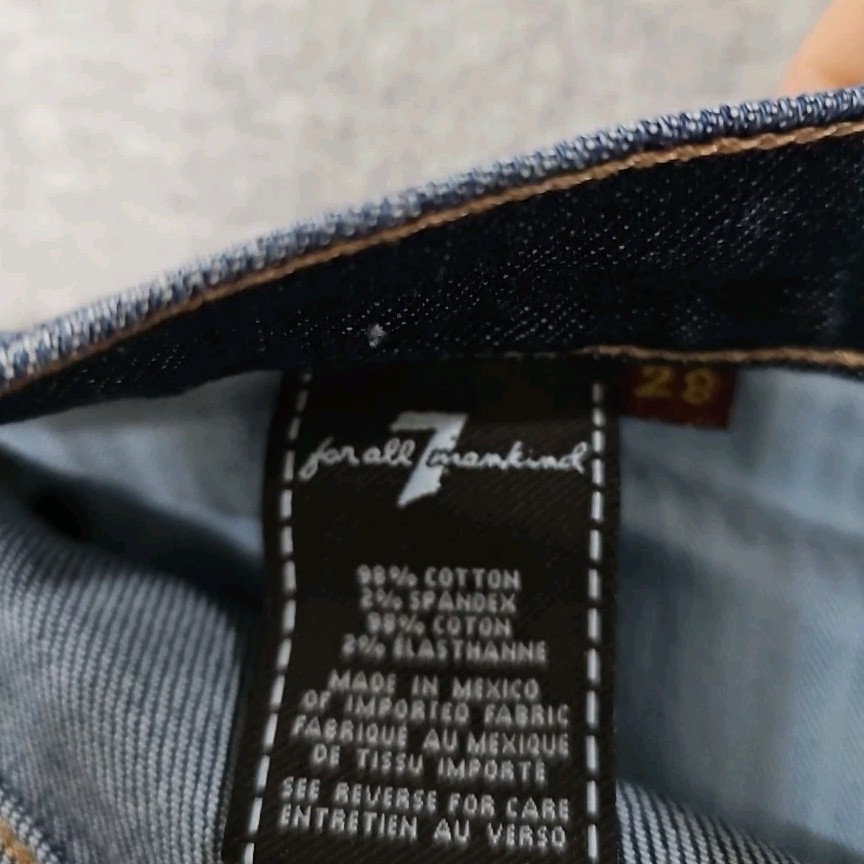 28
for all 7 mankind
98% COTTON
2% SPANDEX
98% COTON
2% ELASTHANNE
MADE IN MEXICO
OF IMPORTED FABRIC
FABRIQUE AU MEXIQUE
DE TISSU IMPORTE
SEE REVERSE FOR CARE
ENTRETIEN AU VERSO